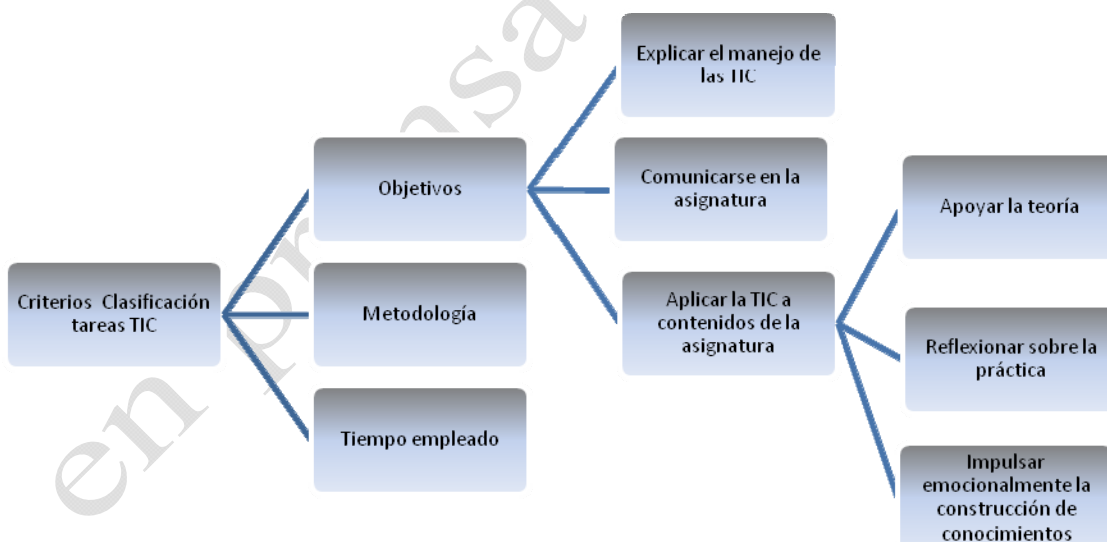 Criterios Clasificación
tareas TIC
Objetivos
Metodología
Tiempo empleado
Explicar el manejo de
las TIC
Comunicarse en la
asignatura
Aplicar la TIC a
contenidos de la
asignatura
Apoyar la teoría
Reflexionar sobre la
práctica
Impulsar
emocionalmente la
construcción de
conocimientos
en prensa